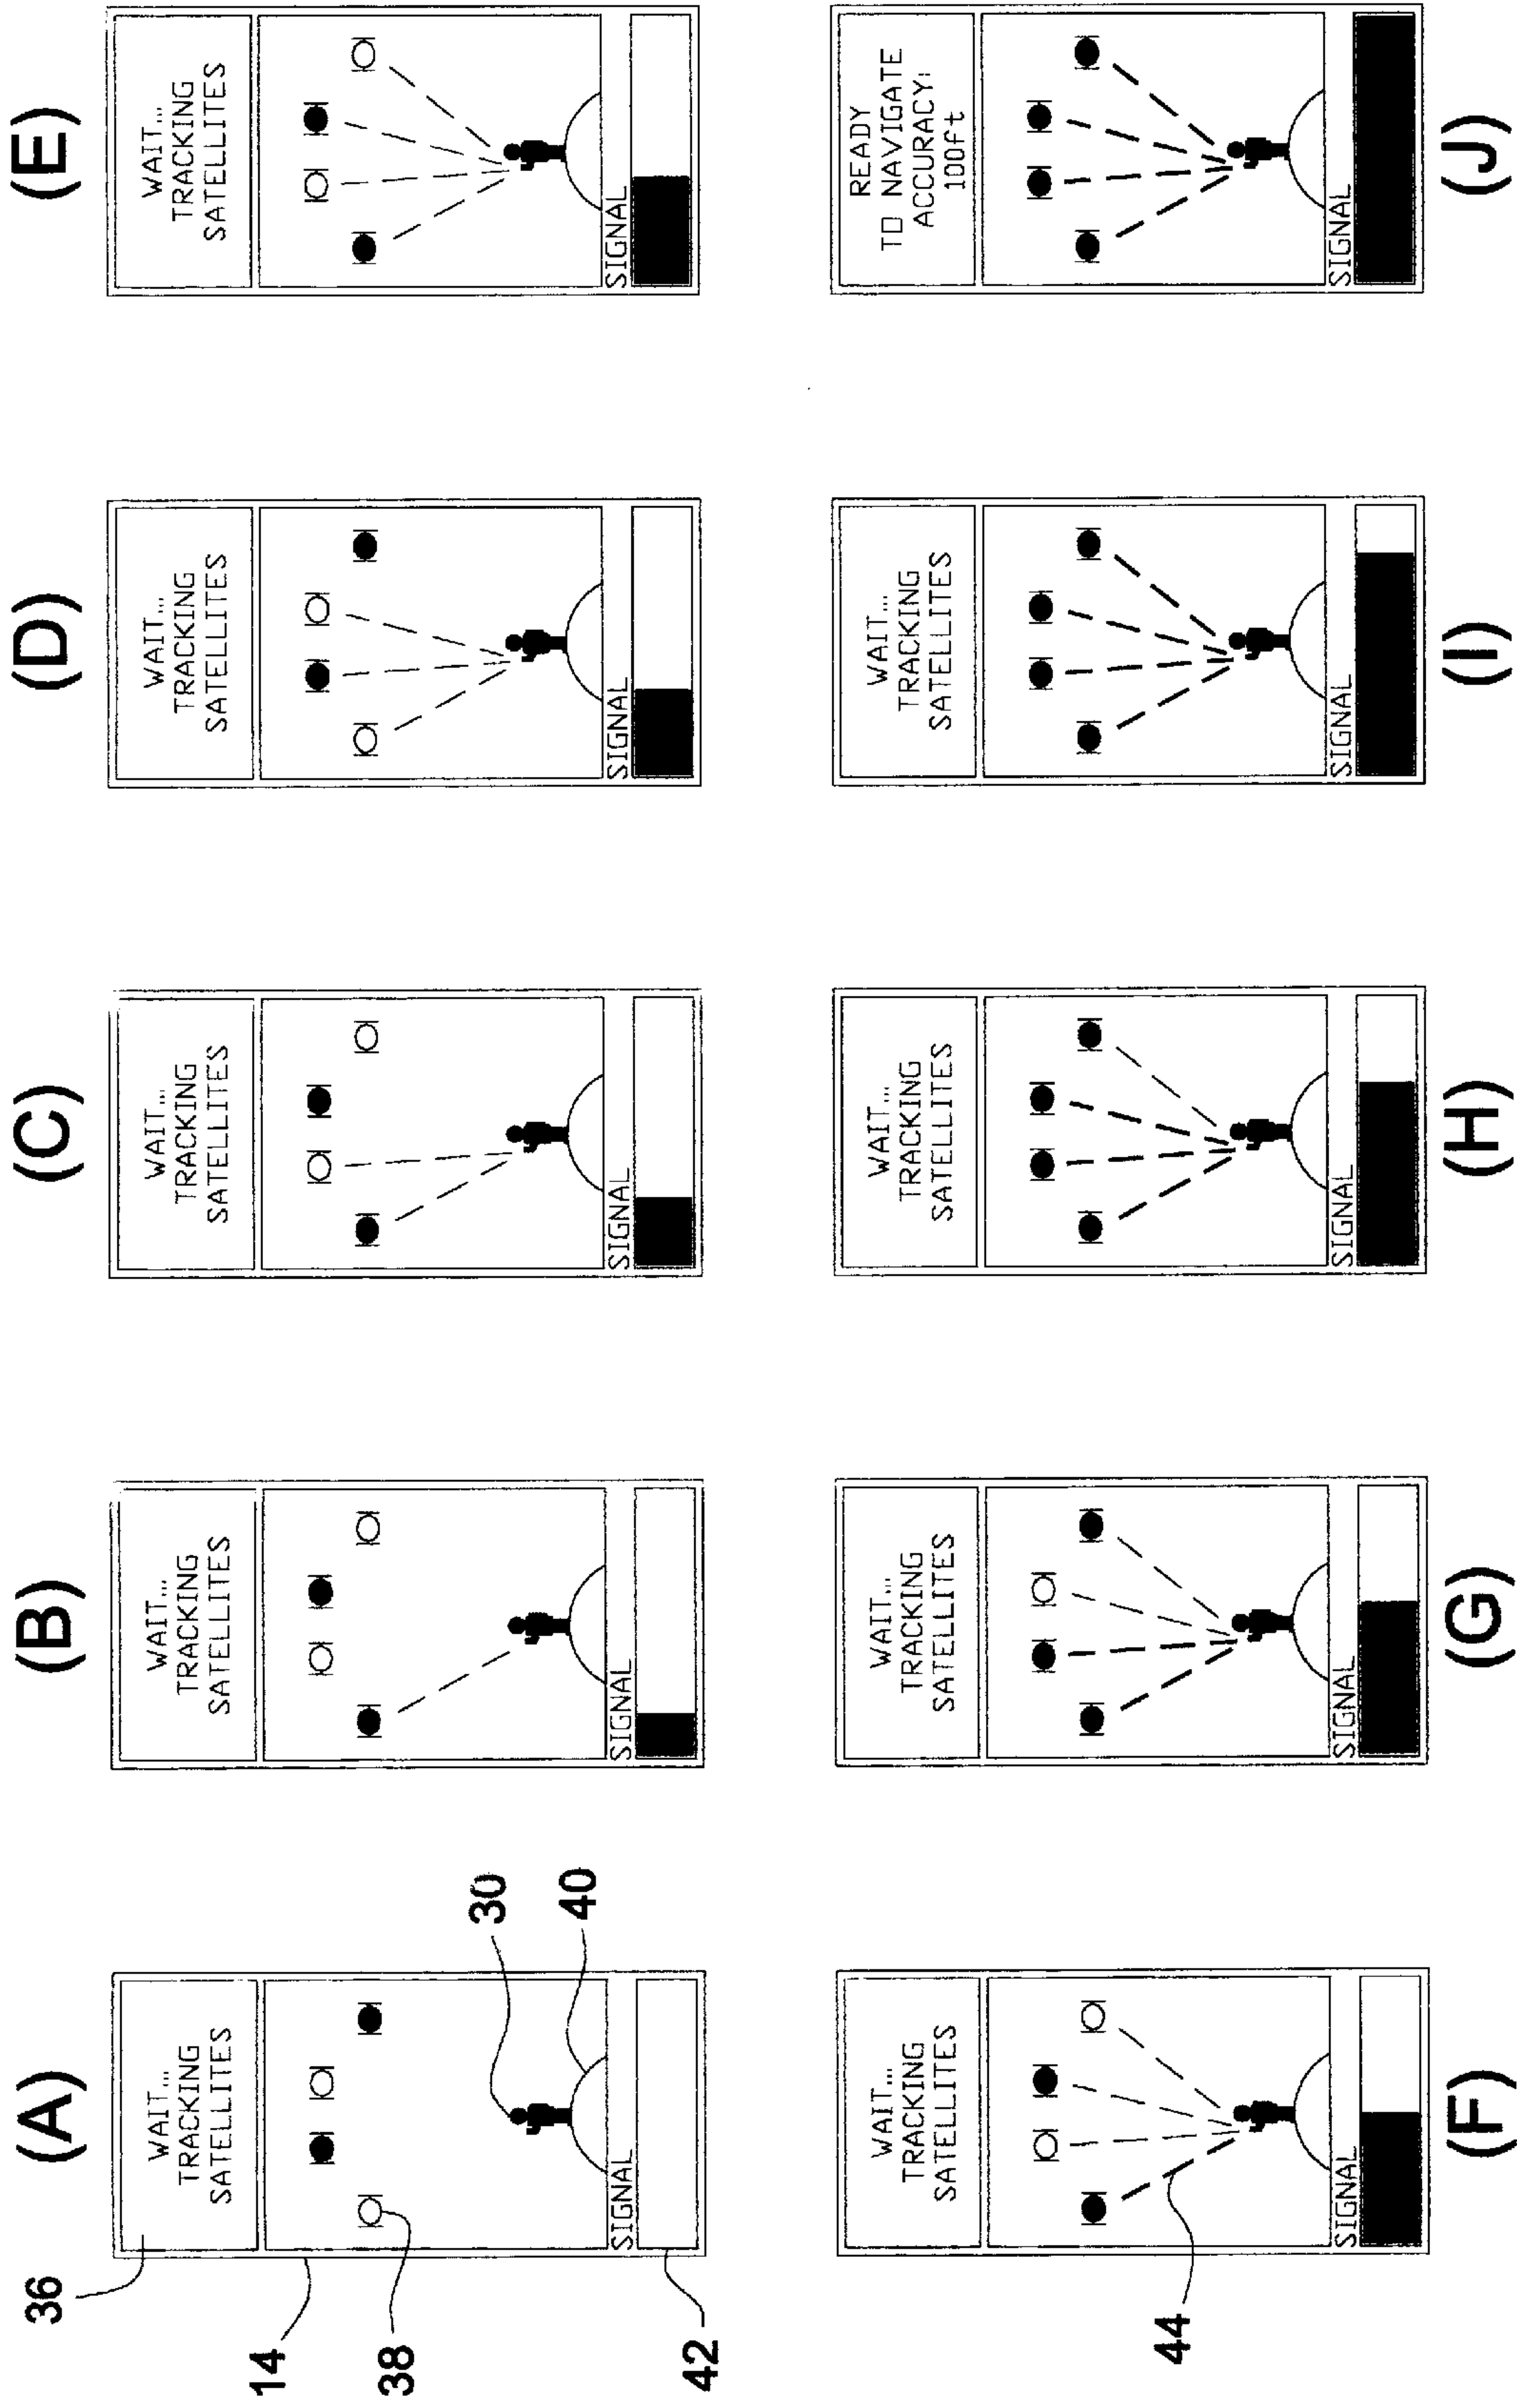 (A)
36
WAIT...
TRACKING
SATELLITES
14
38
30
40
SIGNAL
42
(B)
WAIT...
TRACKING
SATELLITES
SIGNAL
(C)
WAIT...
TRACKING
SATELLITES
SIGNAL
(D)
WAIT...
TRACKING
SATELLITES
SIGNAL
(E)
WAIT...
TRACKING
SATELLITES
SIGNAL
WAIT...
TRACKING
SATELLITES
44
SIGNAL
(F)
WAIT...
TRACKING
SATELLITES
SIGNAL
(G)
WAIT...
TRACKING
SATELLITES
SIGNAL
(H)
WAIT...
TRACKING
SATELLITES
SIGNAL
(I)
READY
TO NAVIGATE
ACCURACY:
100ft
SIGNAL
(J)